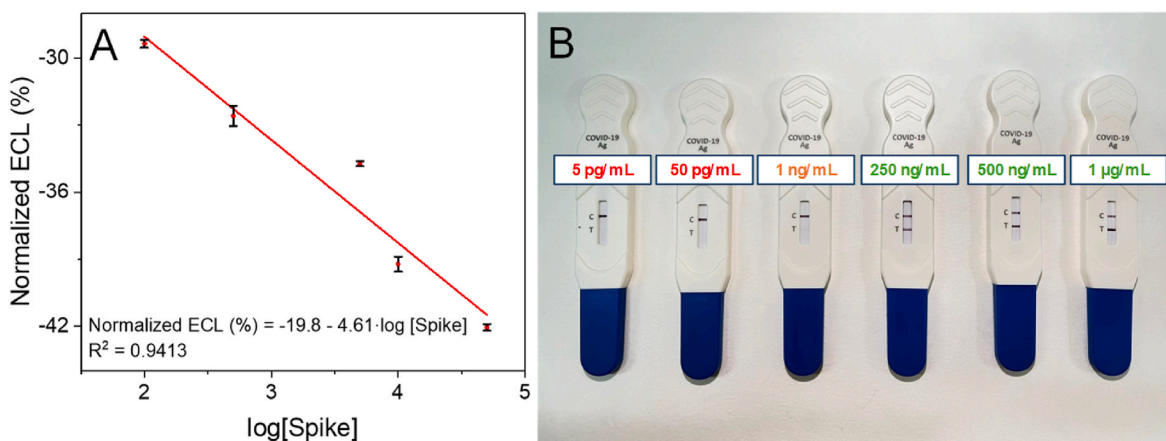 A
Normalized ECL (%)
-30
-36
-42
Normalized ECL (%) = -19.8 - 4.61·log [Spike]
R² = 0.9413
2
3
4
5
log[Spike]
B
COVID-19
Ag
5 pg/mL
C
T
COVID-19
Ag
50 pg/mL
C
T
COVID-19
Ag
1 ng/mL
C
T
COVID-19
Ag
250 ng/mL
C
T
COVID-19
Ag
500 ng/mL
C
T
COVID-19
Ag
1 µg/mL
C
T